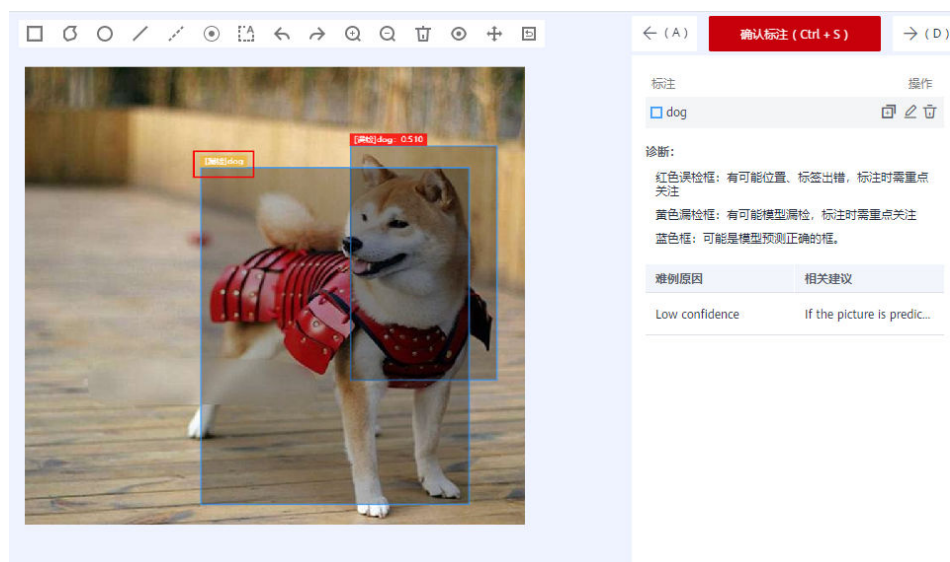 ← ( A )
确认标注 ( Ctrl + S )
→ ( D )
标注
操作
dog
[误检]dog: 0.510
[漏检]dog
诊断：
红色误检框：有可能位置、标签出错，标注时需重点
关注
黄色漏检框：有可能模型漏检，标注时需重点关注
蓝色框：可能是模型预测正确的框。
难例原因
相关建议
Low confidence
If the picture is predic...